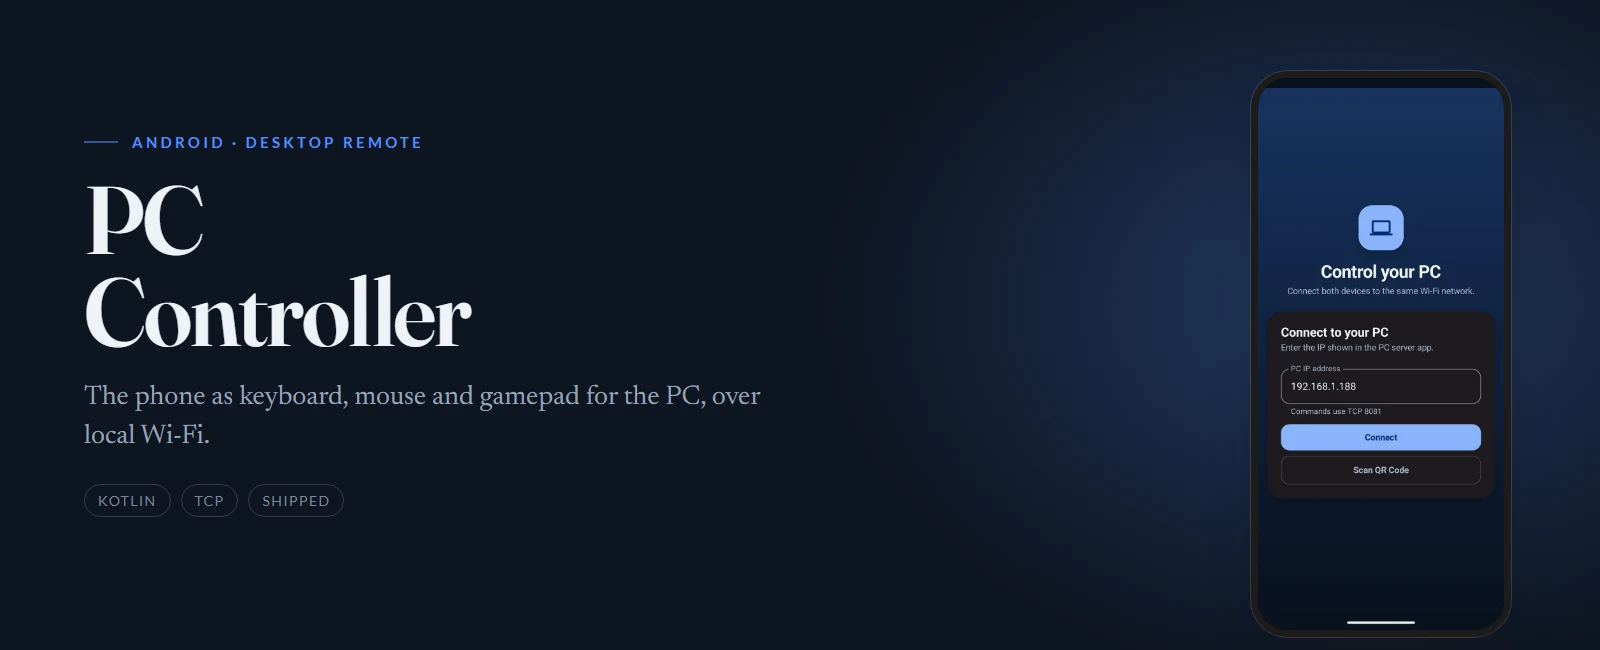 ANDROID · DESKTOP REMOTE
PC
Controller
The phone as keyboard, mouse and gamepad for the PC, over
local Wi-Fi.
KOTLIN
TCP
SHIPPED
Control your PC
Connect both devices to the same Wi-Fi network.
Connect to your PC
Enter the IP shown in the PC server app.
PC IP address
192.168.1.188
Commands use TCP 8081
Connect
Scan QR Code